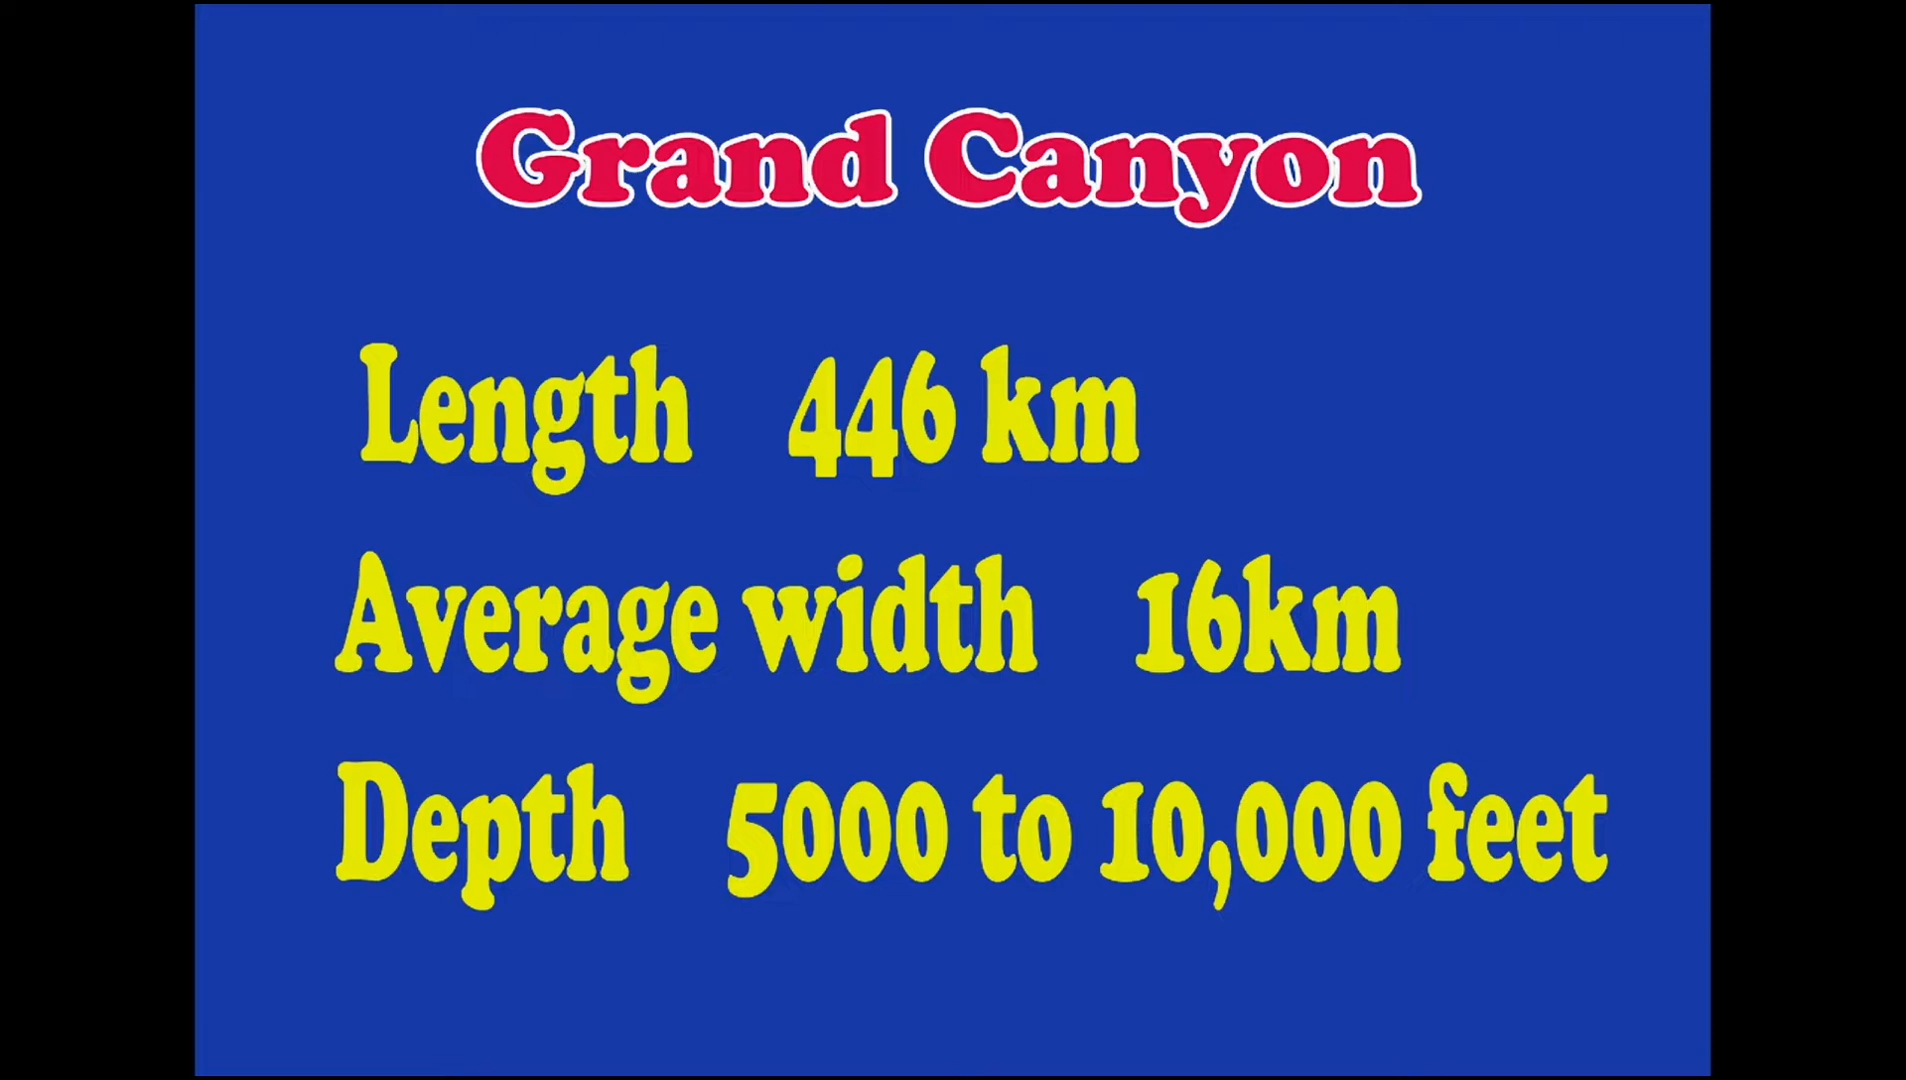 Grand Canyon
Length 446 km
Average width 16km
Depth 5000 to 10,000 feet